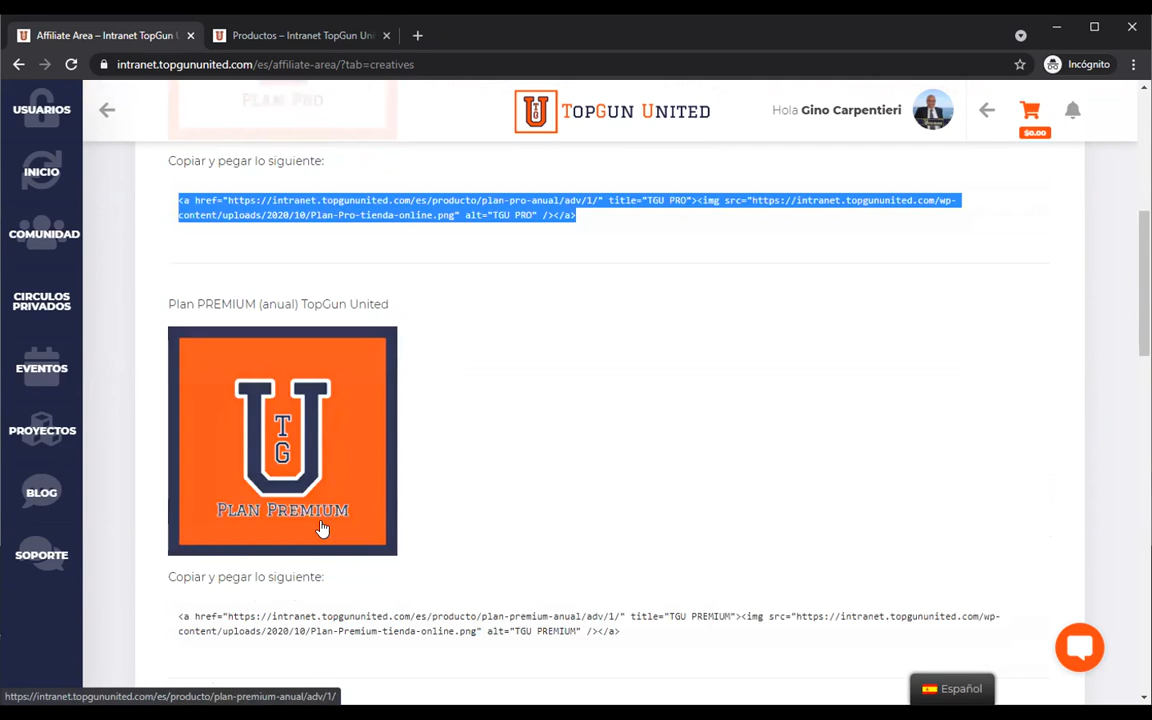 Affiliate Area – Intranet TopGun U
Productos – Intranet TopGun Uni
intranet.topgununited.com/es/affiliate-area/?tab=creatives
Incógnito
USUARIOS
INICIO
COMUNIDAD
CIRCULOS
PRIVADOS
EVENTOS
PROYECTOS
BLOG
SOPORTE
PLAN PRO
U
TG
TOPGUN UNITED
Hola Gino Carpentieri
$0.00
Copiar y pegar lo siguiente:
<a href="https://intranet.topgununited.com/es/producto/plan-pro-anual/adv/1/" title="TGU PRO"><img src="https://intranet.topgununited.com/wp-
content/uploads/2020/10/Plan-Pro-tienda-online.png" alt="TGU PRO" /></a>
Plan PREMIUM (anual) TopGun United
U
T
G
PLAN PREMIUM
Copiar y pegar lo siguiente:
<a href="https://intranet.topgununited.com/es/producto/plan-premium-anual/adv/1/" title="TGU PREMIUM"><img src="https://intranet.topgununited.com/wp-
content/uploads/2020/10/Plan-Premium-tienda-online.png" alt="TGU PREMIUM" /></a>
Español
https://intranet.topgununited.com/es/producto/plan-premium-anual/adv/1/